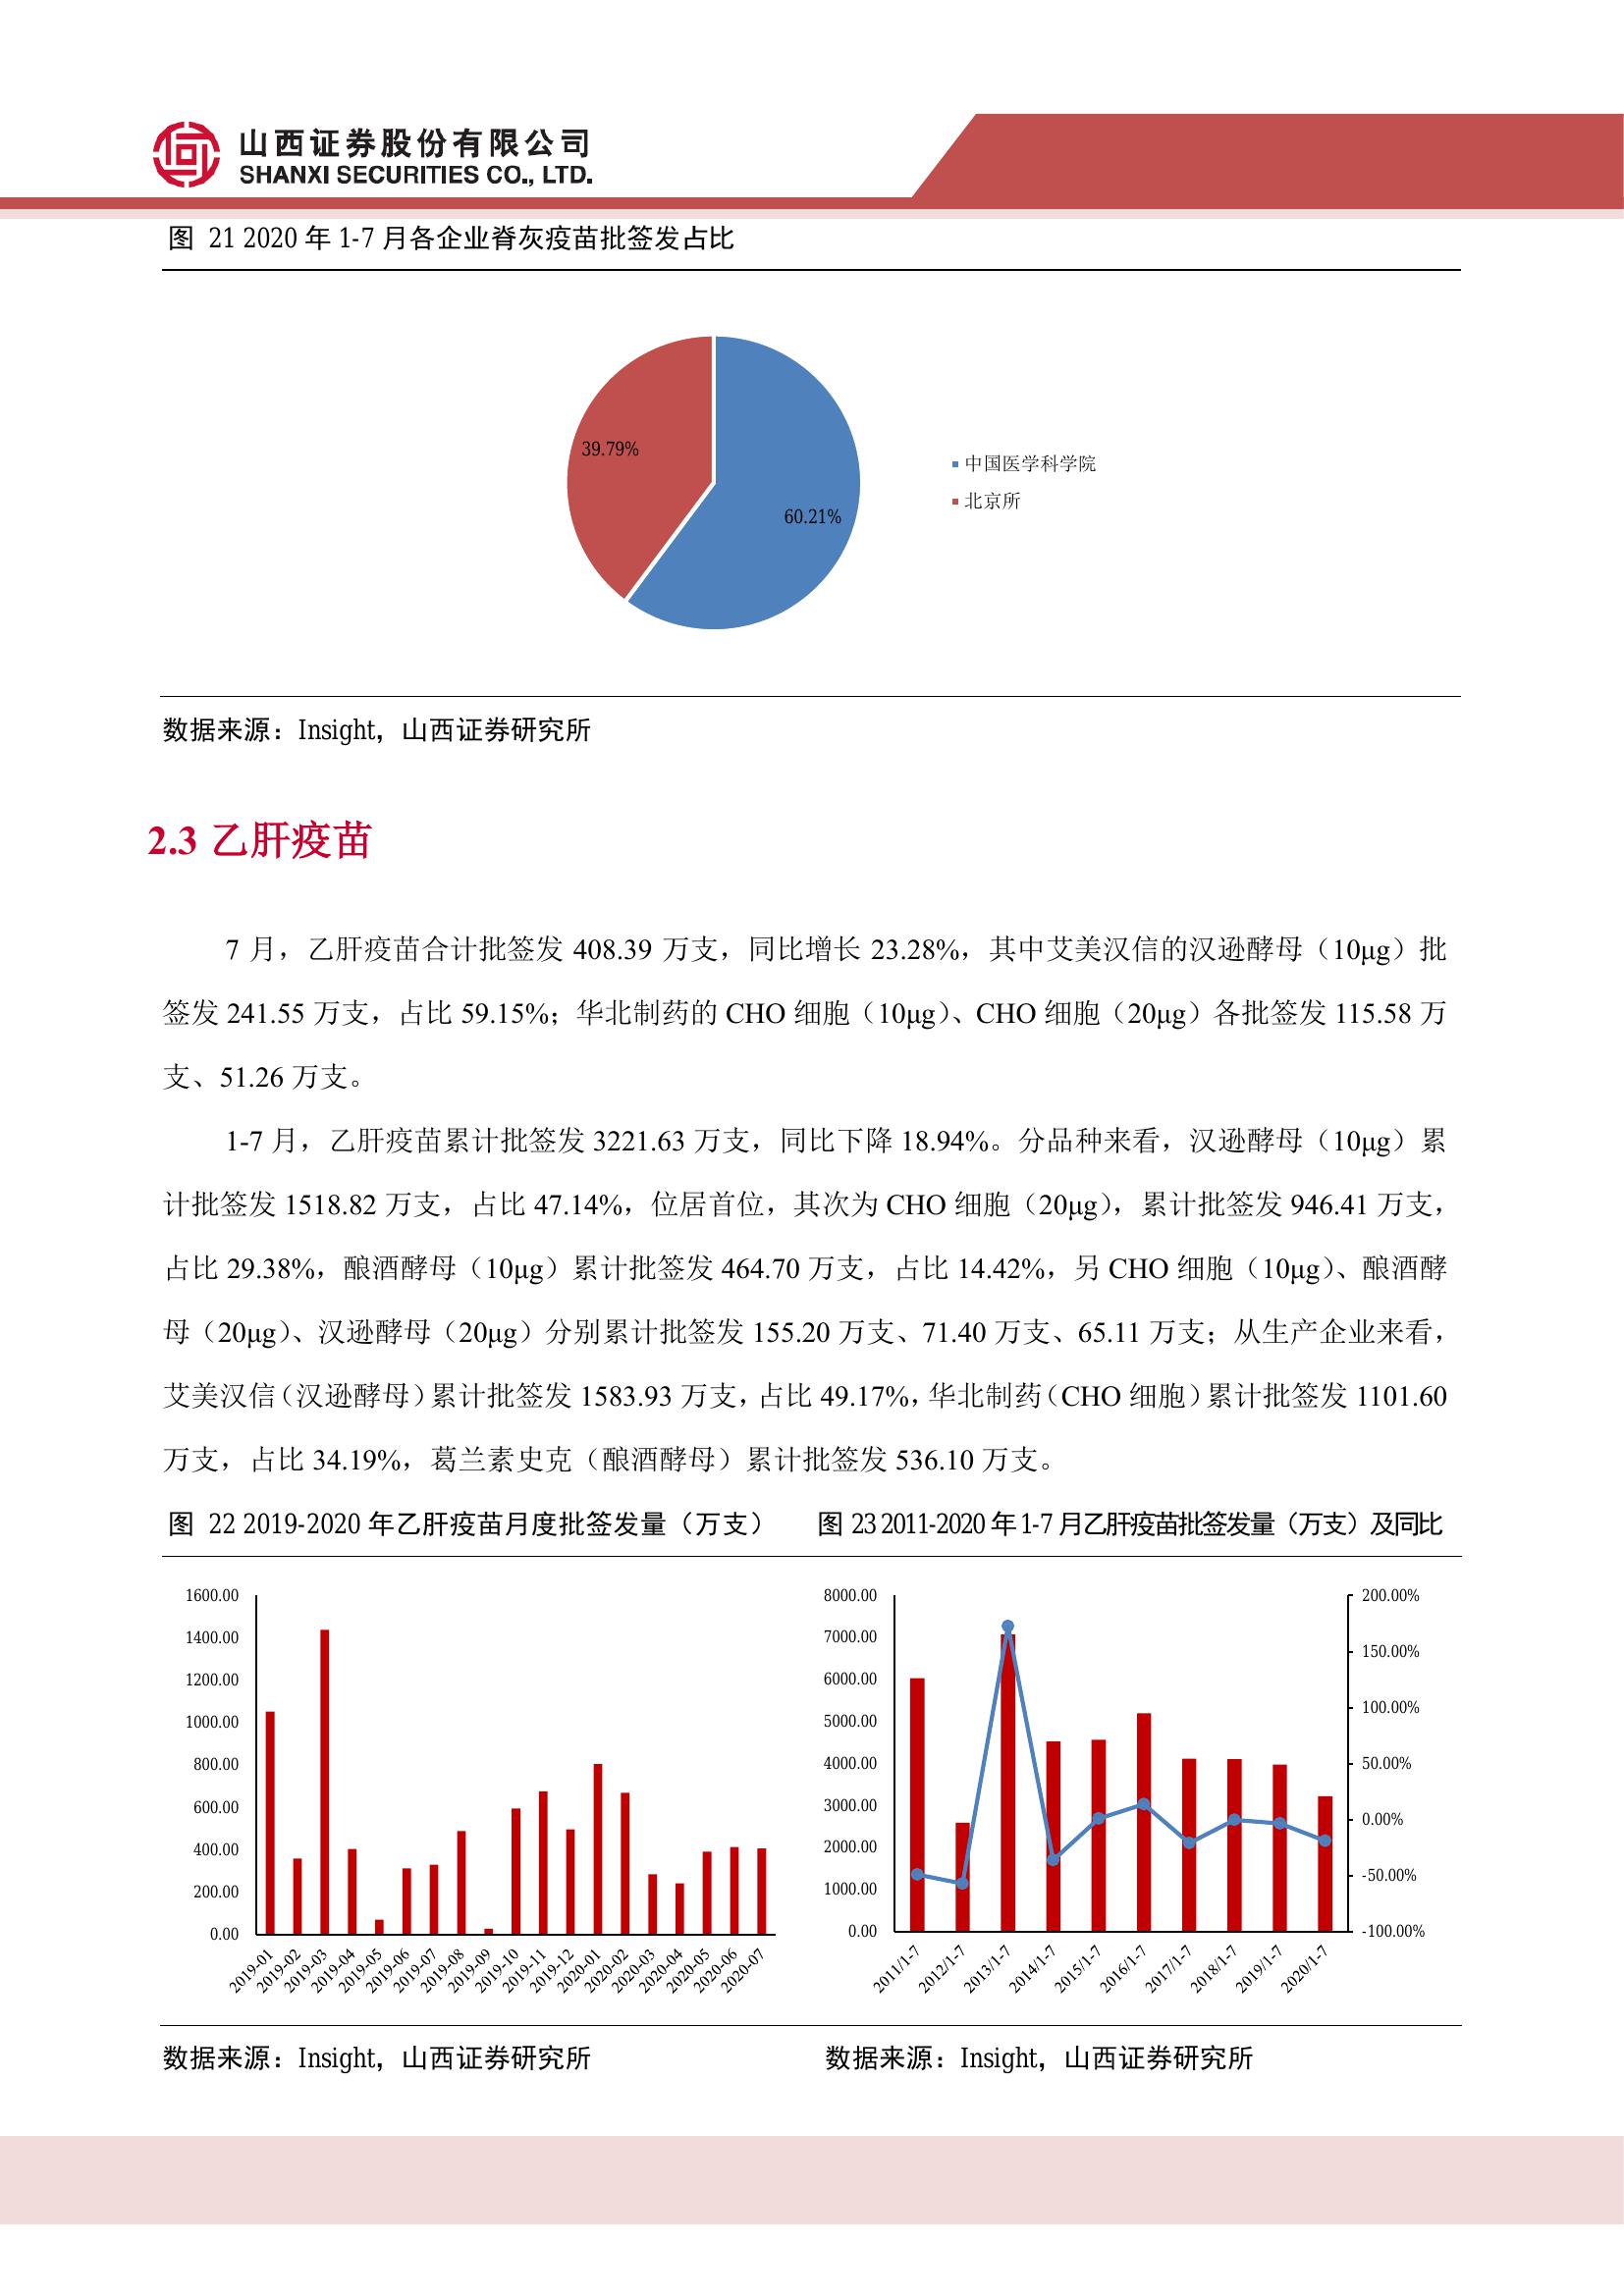 山西证券股份有限公司
SHANXI SECURITIES CO., LTD.
图 21 2020 年 1-7 月各企业脊灰疫苗批签发占比
39.79%
60.21%
中国医学科学院
北京所
数据来源：Insight，山西证券研究所
2.3 乙肝疫苗
7 月，乙肝疫苗合计批签发 408.39 万支，同比增长 23.28%，其中艾美汉信的汉逊酵母（10μg）批
签发 241.55 万支，占比 59.15%；华北制药的 CHO 细胞（10μg）、CHO 细胞（20μg）各批签发 115.58 万
支、51.26 万支。
1-7 月，乙肝疫苗累计批签发 3221.63 万支，同比下降 18.94%。分品种来看，汉逊酵母（10μg）累
计批签发 1518.82 万支，占比 47.14%，位居首位，其次为 CHO 细胞（20μg），累计批签发 946.41 万支，
占比 29.38%，酿酒酵母（10μg）累计批签发 464.70 万支，占比 14.42%，另 CHO 细胞（10μg）、酿酒酵
母（20μg）、汉逊酵母（20μg）分别累计批签发 155.20 万支、71.40 万支、65.11 万支；从生产企业来看，
艾美汉信（汉逊酵母）累计批签发 1583.93 万支，占比 49.17%，华北制药（CHO 细胞）累计批签发 1101.60
万支，占比 34.19%，葛兰素史克（酿酒酵母）累计批签发 536.10 万支。
图 22 2019-2020 年乙肝疫苗月度批签发量（万支）
1600.00
1400.00
1200.00
1000.00
800.00
600.00
400.00
200.00
0.00
2019-01
2019-02
2019-03
2019-04
2019-05
2019-06
2019-07
2019-08
2019-09
2019-10
2019-11
2019-12
2020-01
2020-02
2020-03
2020-04
2020-05
2020-06
2020-07
数据来源：Insight，山西证券研究所
图 23 2011-2020 年 1-7 月乙肝疫苗批签发量（万支）及同比
8000.00
7000.00
6000.00
5000.00
4000.00
3000.00
2000.00
1000.00
0.00
200.00%
150.00%
100.00%
50.00%
0.00%
-50.00%
-100.00%
2011/1-7
2012/1-7
2013/1-7
2014/1-7
2015/1-7
2016/1-7
2017/1-7
2018/1-7
2019/1-7
2020/1-7
数据来源：Insight，山西证券研究所